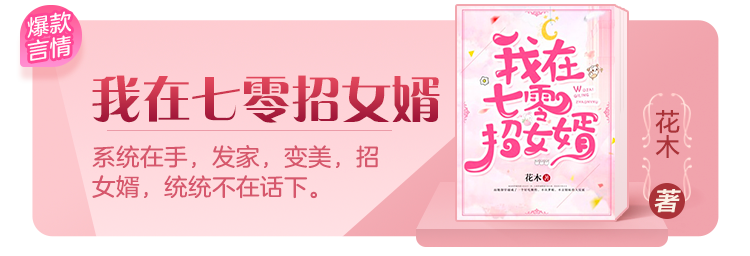 爆款
言情
我在七零招女婿
系统在手，发家，变美，招
女婿，统统不在话下。
我在
七零
招女婿
花木 著
花木
著